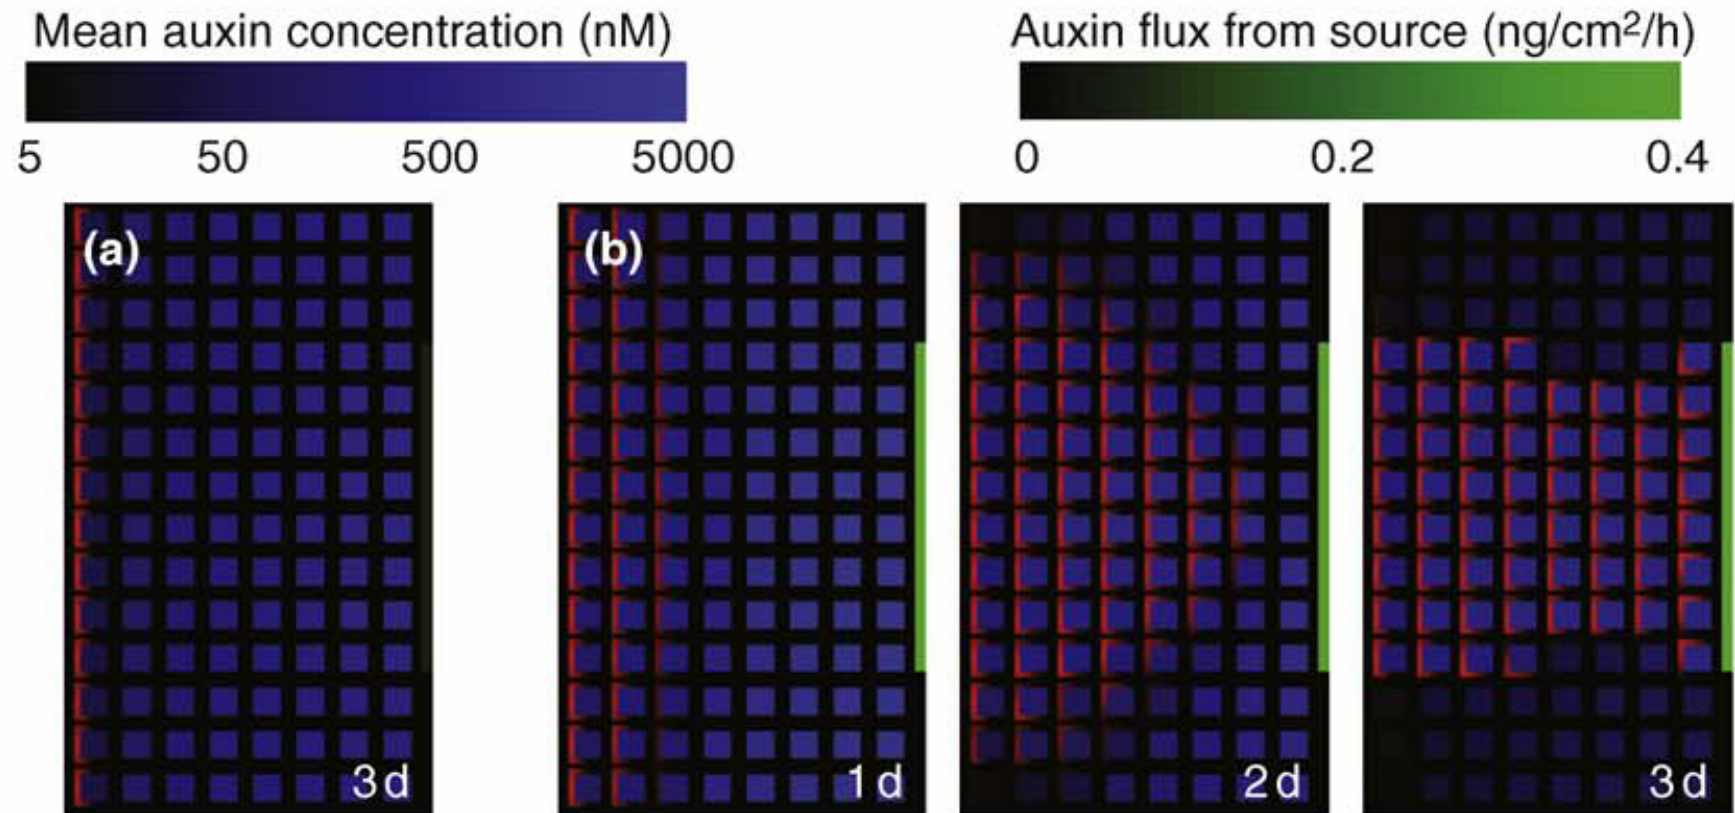 Mean auxin concentration (nM)
5 50 500 5000
Auxin flux from source (ng/cm²/h)
0 0.2 0.4
(a)
3 d
(b)
1 d
2 d
3 d